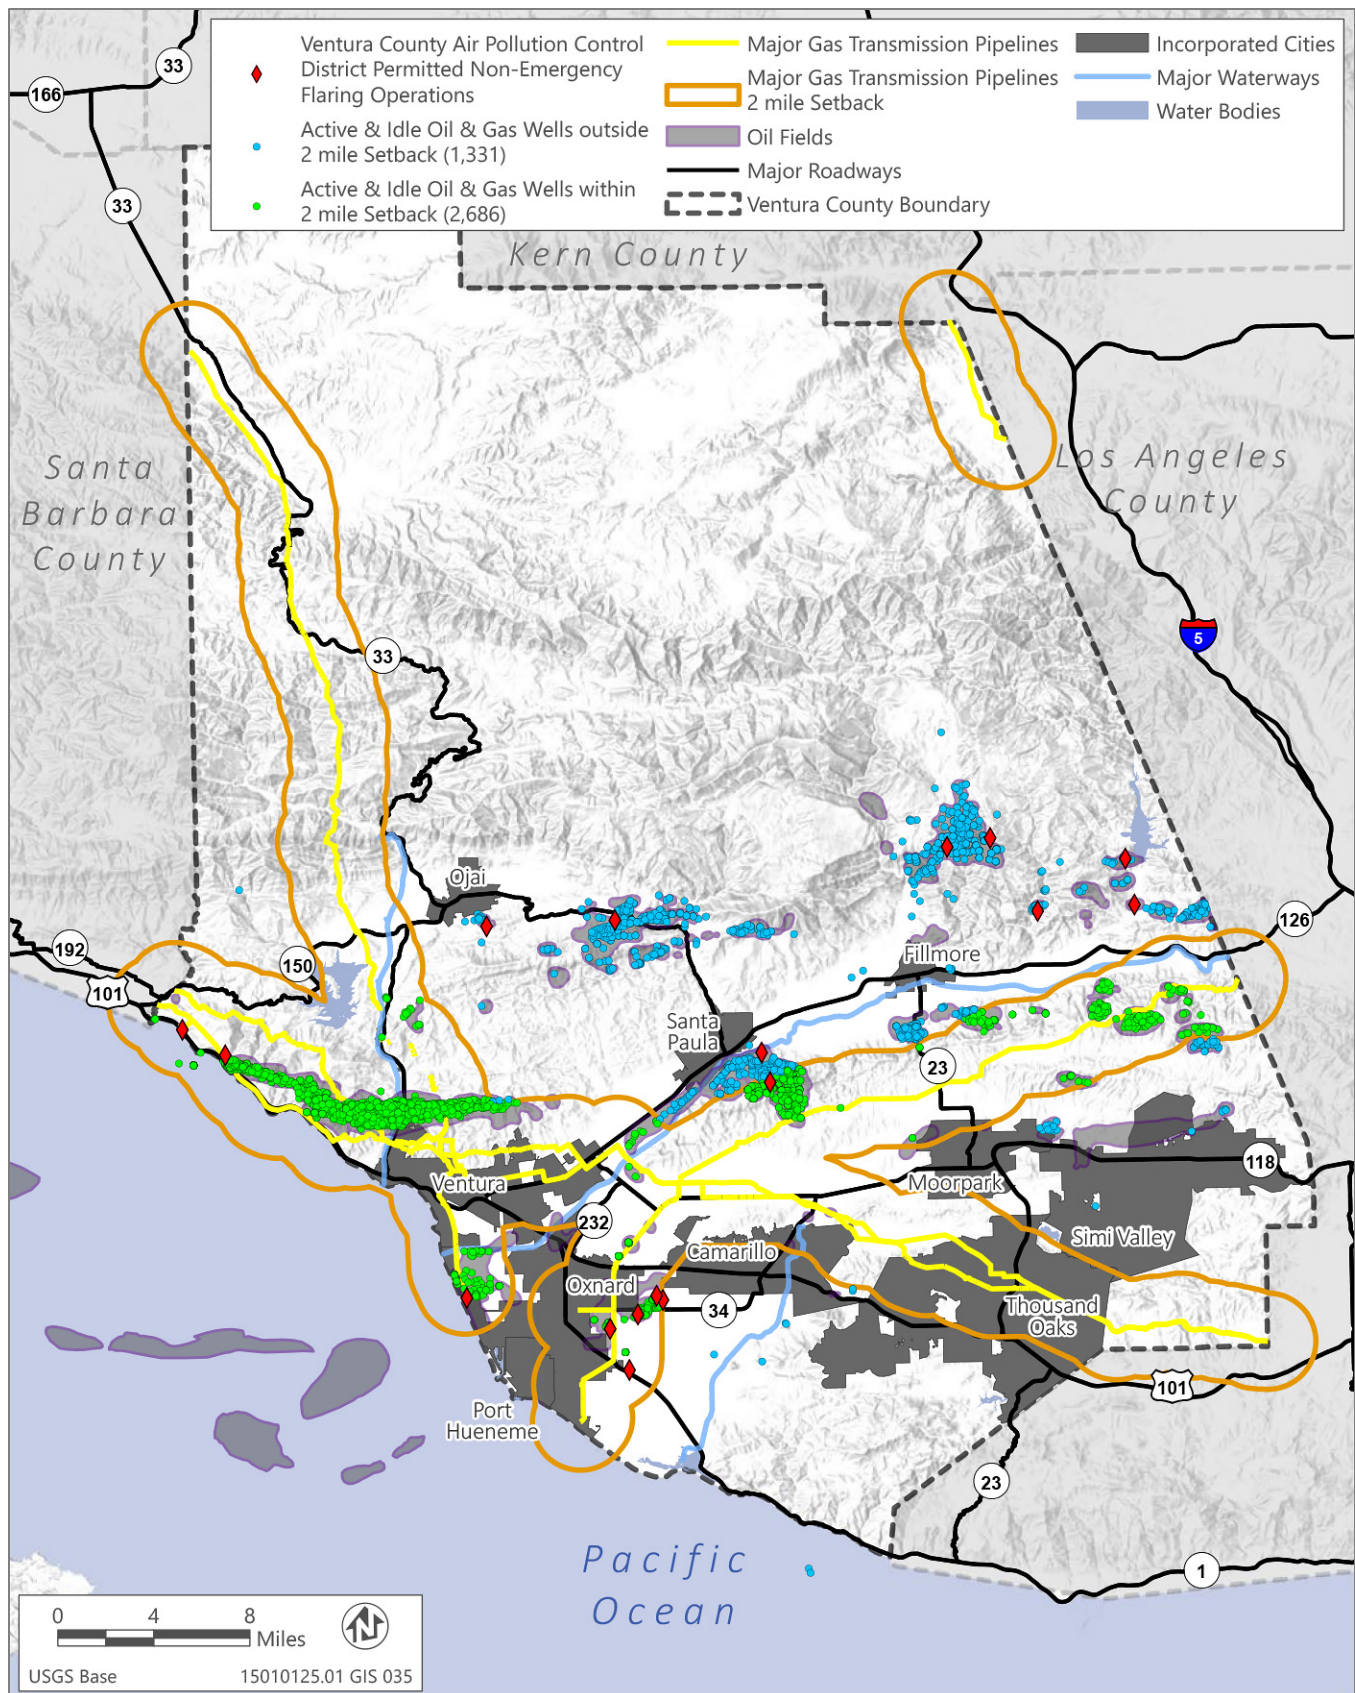 Ventura County Air Pollution Control
District Permitted Non-Emergency
Flaring Operations
Active & Idle Oil & Gas Wells outside
2 mile Setback (1,331)
Active & Idle Oil & Gas Wells within
2 mile Setback (2,686)
Major Gas Transmission Pipelines
Major Gas Transmission Pipelines
2 mile Setback
Oil Fields
Major Roadways
Ventura County Boundary
Incorporated Cities
Major Waterways
Water Bodies
33
166
33
Kern County
Santa
Barbara
County
Los Angeles
County
5
33
Ojai
192
150
101
126
Fillmore
Santa
Paula
23
118
Ventura
Moorpark
232
Simi Valley
Camarillo
Oxnard
34
Thousand
Oaks
101
Port
Hueneme
23
Pacific
Ocean
1
0 4 8
Miles
N
USGS Base
15010125.01 GIS 035